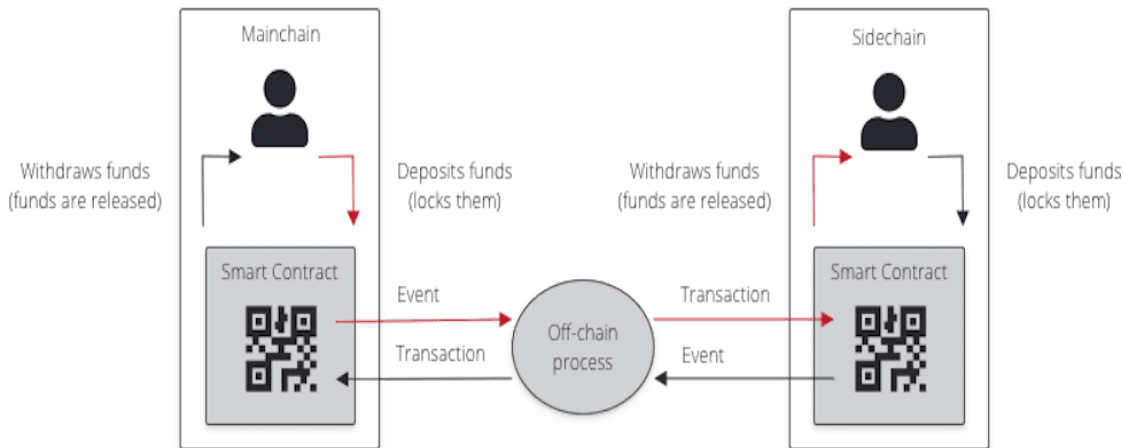 Mainchain
Sidechain
Withdraws funds
(funds are released)
Deposits funds
(locks them)
Withdraws funds
(funds are released)
Deposits funds
(locks them)
Smart Contract
Smart Contract
Event
Transaction
Off-chain
process
Transaction
Event